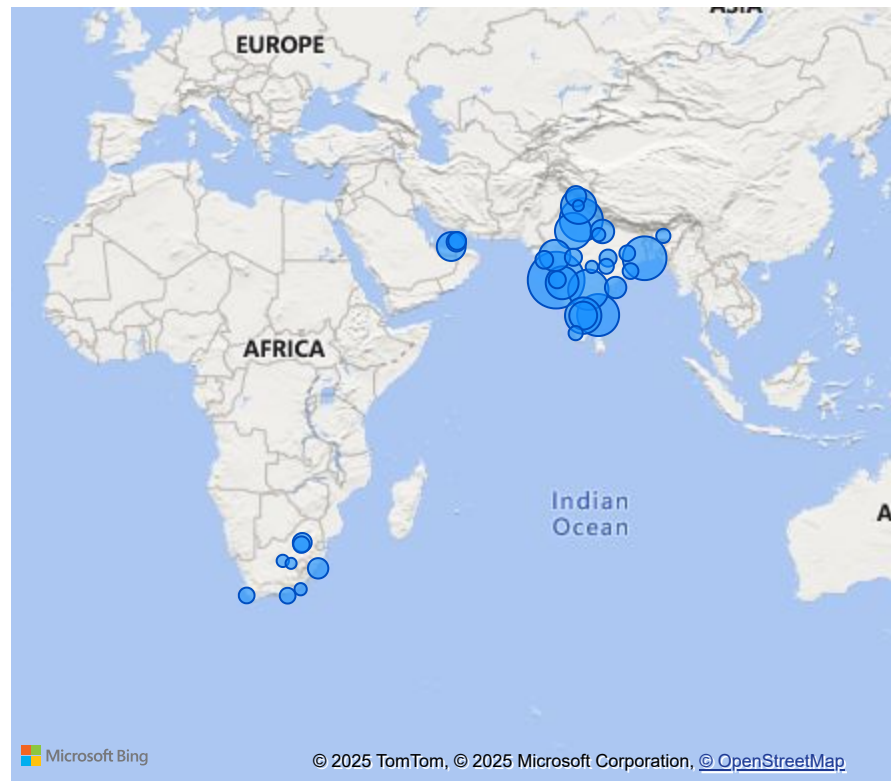 ASIA
EUROPE
AFRICA
Indian
Ocean
A
Microsoft Bing
© 2025 TomTom, © 2025 Microsoft Corporation, © OpenStreetMap